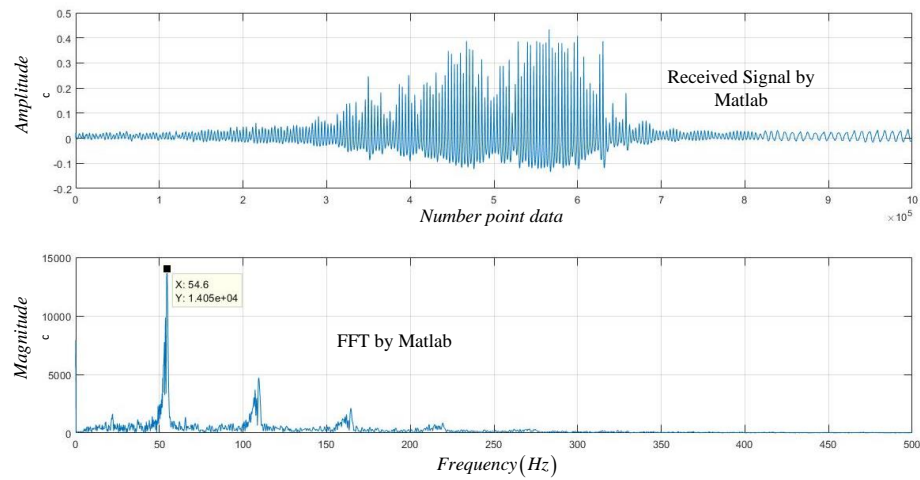 0.5
0.4
0.3
0.2
0.1
0
-0.1
-0.2
Amplitude
c
Received Signal by
Matlab
0 1 2 3 4 5 6 7 8 9 10
Number point data
×10⁵
15000
10000
5000
0
Magnitude
c
X: 54.6
Y: 1.405e+04
FFT by Matlab
0 50 100 150 200 250 300 350 400 450 500
Frequency(Hz)